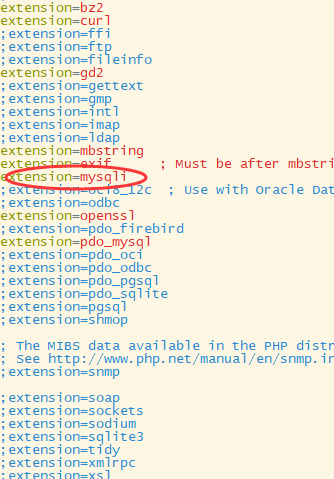 extension=bz2
extension=curl
;extension=ffi
;extension=ftp
;extension=fileinfo
extension=gd2
;extension=gettext
;extension=gmp
;extension=intl
;extension=imap
;extension=ldap
extension=mbstring
extension=exif      ; Must be after mbstri
extension=mysqli
;extension=oci8_12c  ; Use with Oracle Dat
;extension=odbc
extension=openssl
;extension=pdo_firebird
extension=pdo_mysql
;extension=pdo_oci
;extension=pdo_odbc
;extension=pdo_pgsql
;extension=pdo_sqlite
;extension=pgsql
;extension=shmop
; The MIBS data available in the PHP distr
; See http://www.php.net/manual/en/snmp.in
;extension=snmp
;extension=soap
;extension=sockets
;extension=sodium
;extension=sqlite3
;extension=tidy
;extension=xmlrpc
;extension=xsl